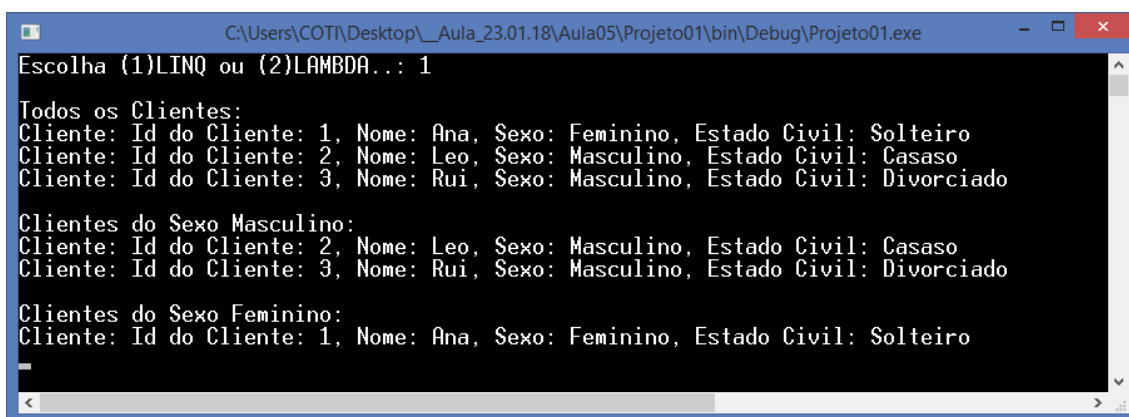 C:\Users\COTI\Desktop\__Aula_23.01.18\Aula05\Projeto01\bin\Debug\Projeto01.exe
Escolha (1)LINQ ou (2)LAMBDA..: 1
Todos os Clientes:
Cliente: Id do Cliente: 1, Nome: Ana, Sexo: Feminino, Estado Civil: Solteiro
Cliente: Id do Cliente: 2, Nome: Leo, Sexo: Masculino, Estado Civil: Casaso
Cliente: Id do Cliente: 3, Nome: Rui, Sexo: Masculino, Estado Civil: Divorciado
Clientes do Sexo Masculino:
Cliente: Id do Cliente: 2, Nome: Leo, Sexo: Masculino, Estado Civil: Casaso
Cliente: Id do Cliente: 3, Nome: Rui, Sexo: Masculino, Estado Civil: Divorciado
Clientes do Sexo Feminino:
Cliente: Id do Cliente: 1, Nome: Ana, Sexo: Feminino, Estado Civil: Solteiro